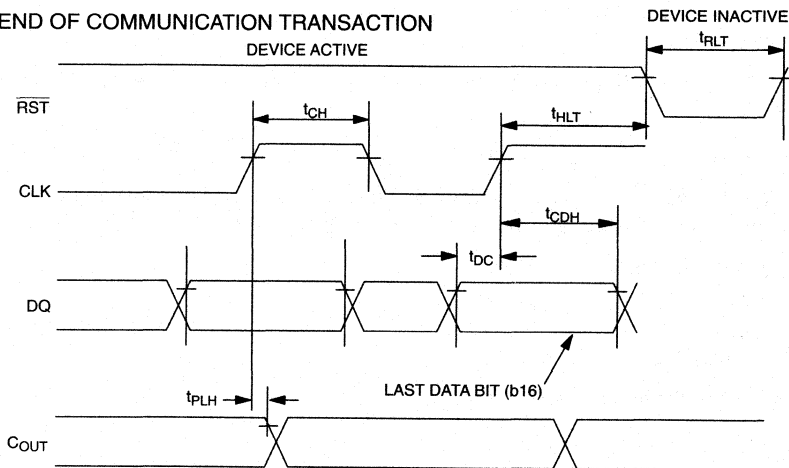 END OF COMMUNICATION TRANSACTION
DEVICE INACTIVE
DEVICE ACTIVE
tRLT
RST
tCH
tHLT
CLK
tCDH
tDC
DQ
LAST DATA BIT (b16)
tPLH
COUT